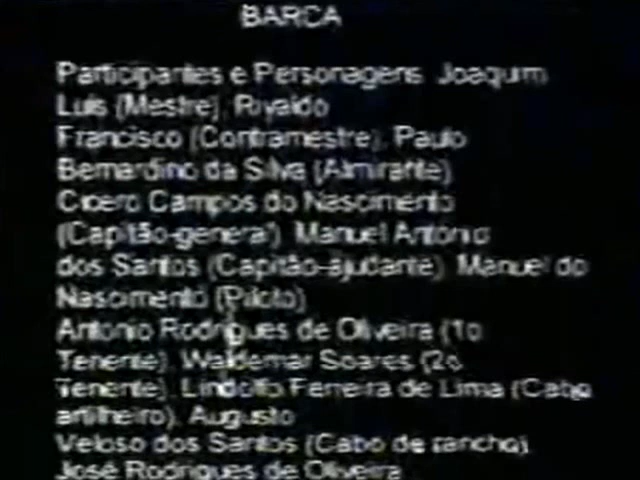 BARCA
Participantes e Personagens Joaquim
Luis (Mestre), Rivaldo
Francisco (Contramestre), Paulo
Bernardino da Silva (Almirante)
Cicero Campos do Nascimento
(Capitão-general), Manuel Antônio
dos Santos (Capitão-ajudante), Manuel do
Nascimento (Piloto)
Antonio Rodrigues de Oliveira (1o
Tenente), Waldemar Soares (2o
Tenente), Lindolfo Ferreira de Lima (Cabo
artilheiro), Augusto
Veloso dos Santos (Cabo de rancho),
José Rodrigues de Oliveira